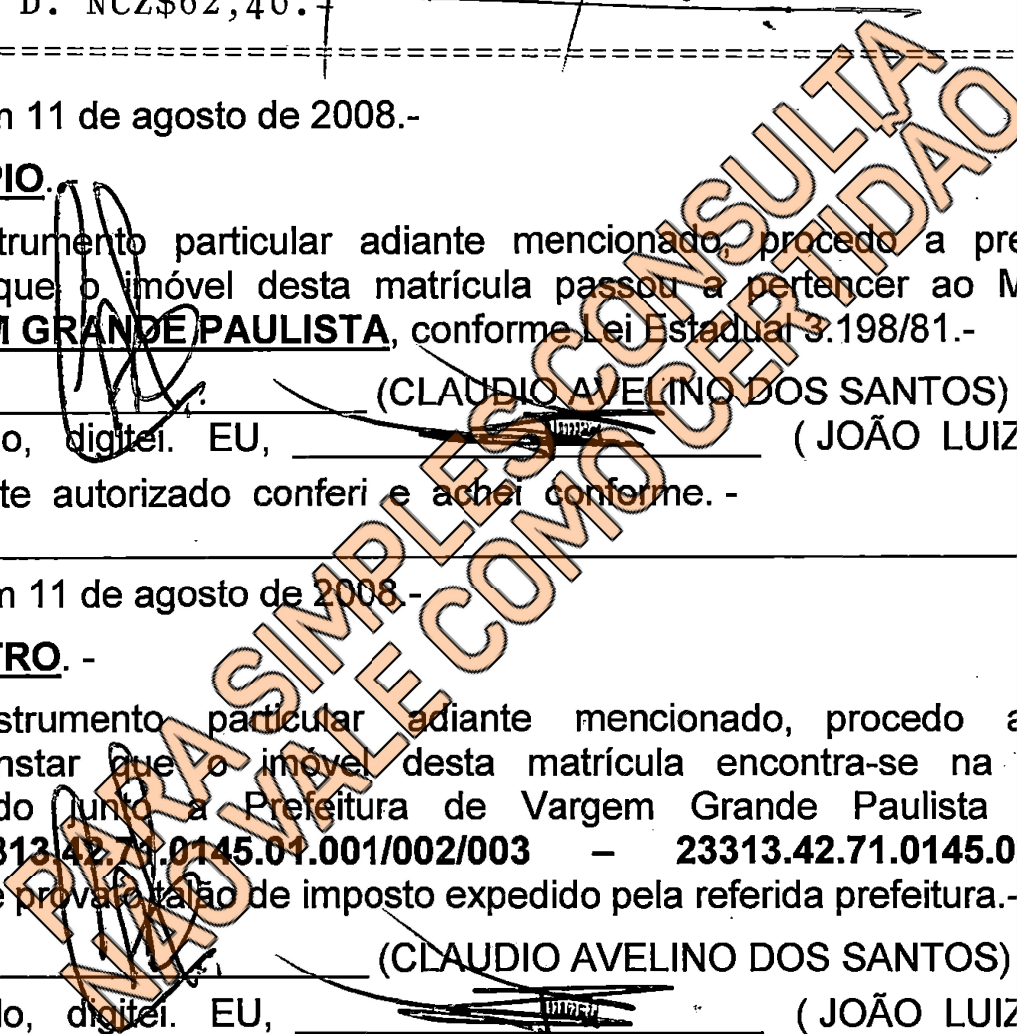 D. NCZ$62,40.-
m 11 de agosto de 2008.-
PIO. -
trumento particular adiante mencionado, procedo a pre
que o imóvel desta matrícula passou a pertencer ao M
M GRANDE PAULISTA, conforme Lei Estadual 3.198/81.-
(CLAUDIO AVELINO DOS SANTOS)
o, digitei. EU, ( JOÃO LUIZ
te autorizado conferi e achei conforme. -
m 11 de agosto de 2008.-
TRO. -
strumento particular adiante mencionado, procedo a
nstar que o imóvel desta matrícula encontra-se na
do junto a Prefeitura de Vargem Grande Paulista
313.42.71.0145.01.001/002/003 – 23313.42.71.0145.0
e prova o talão de imposto expedido pela referida prefeitura.-
(CLAUDIO AVELINO DOS SANTOS)
do, digitei. EU, ( JOÃO LUIZ
PARA SIMPLES CONSULTA
NÃO VALE COMO CERTIDÃO